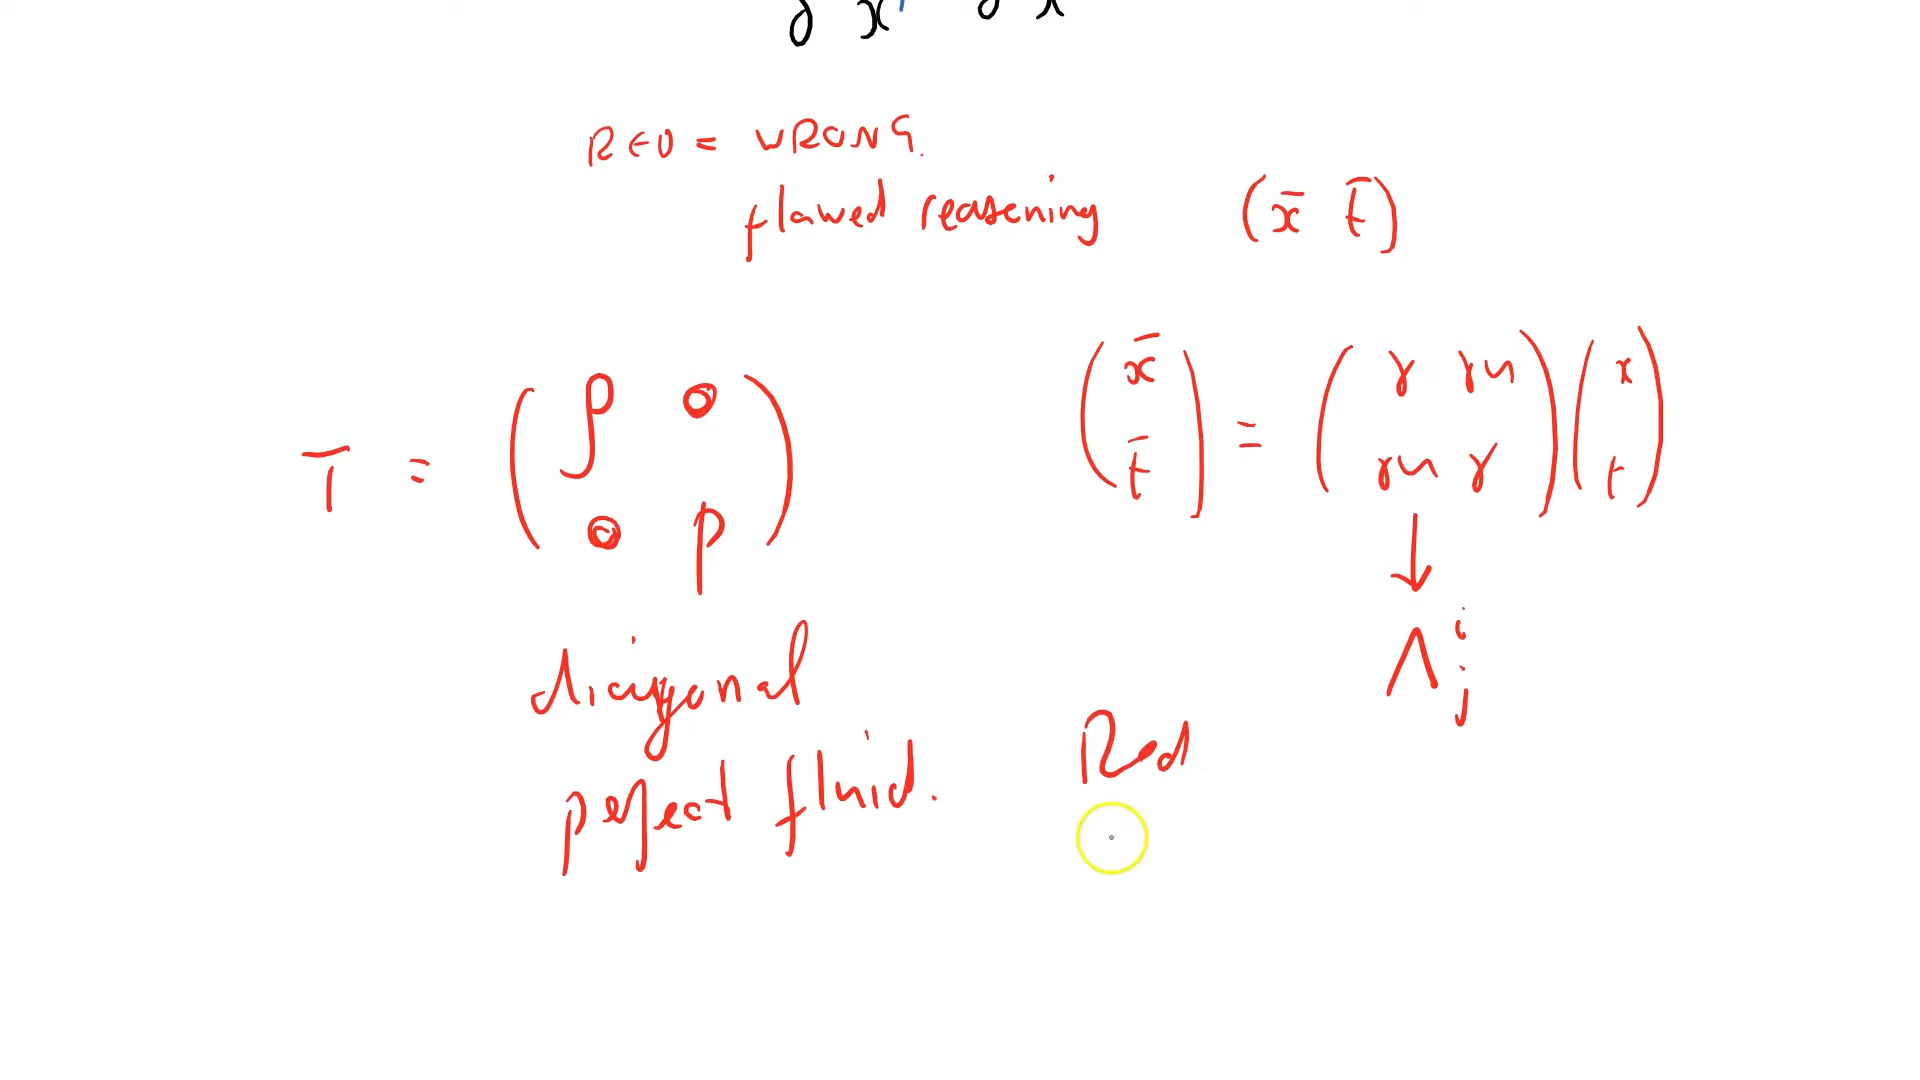 RED = WRONG.
flawed reasoning
(x̄ t̄)
T = ( ρ 0
0 p )
( x̄
t̄ ) = ( γ γu
γu γ ) ( x
t )
↓
Λ^i_j
diagonal
perfect fluid.
Red